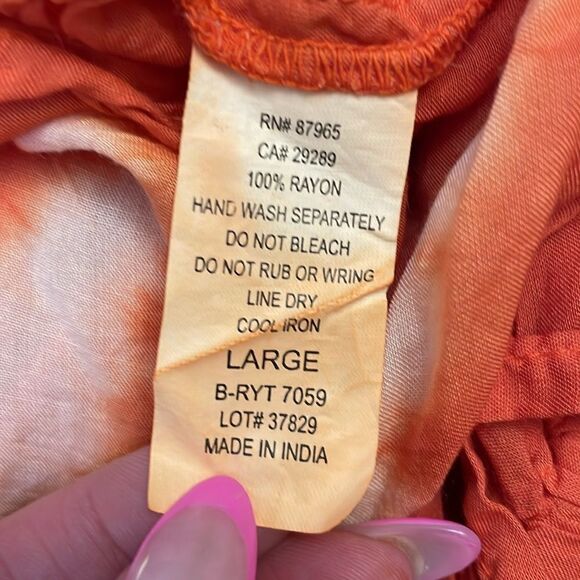 RN# 87965
CA# 29289
100% RAYON
HAND WASH SEPARATELY
DO NOT BLEACH
DO NOT RUB OR WRING
LINE DRY
COOL IRON
LARGE
B-RYT 7059
LOT# 37829
MADE IN INDIA